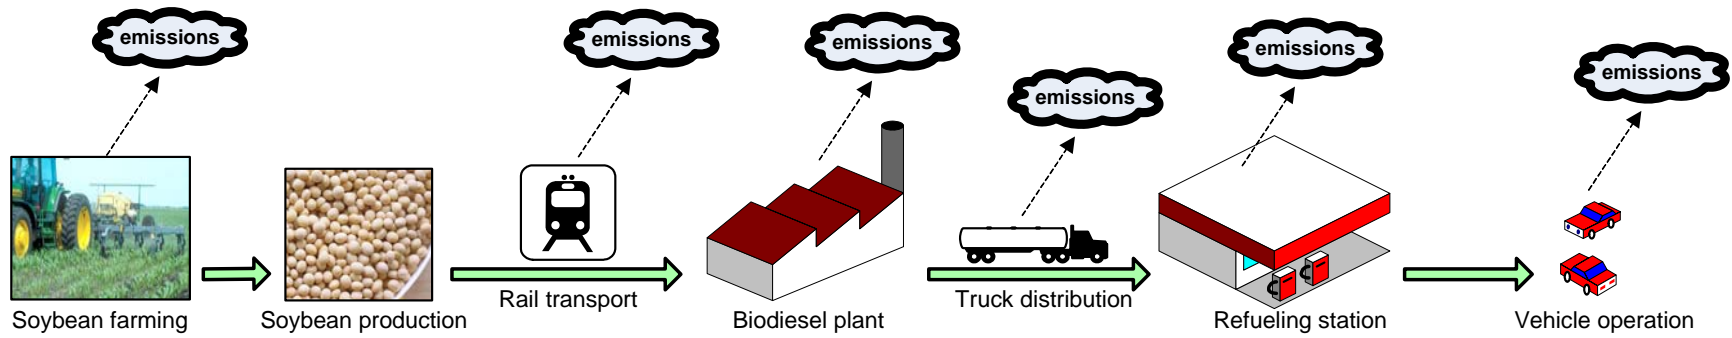 emissions
emissions
emissions
emissions
emissions
emissions
Soybean farming
Soybean production
Rail transport
Biodiesel plant
Truck distribution
Refueling station
Vehicle operation